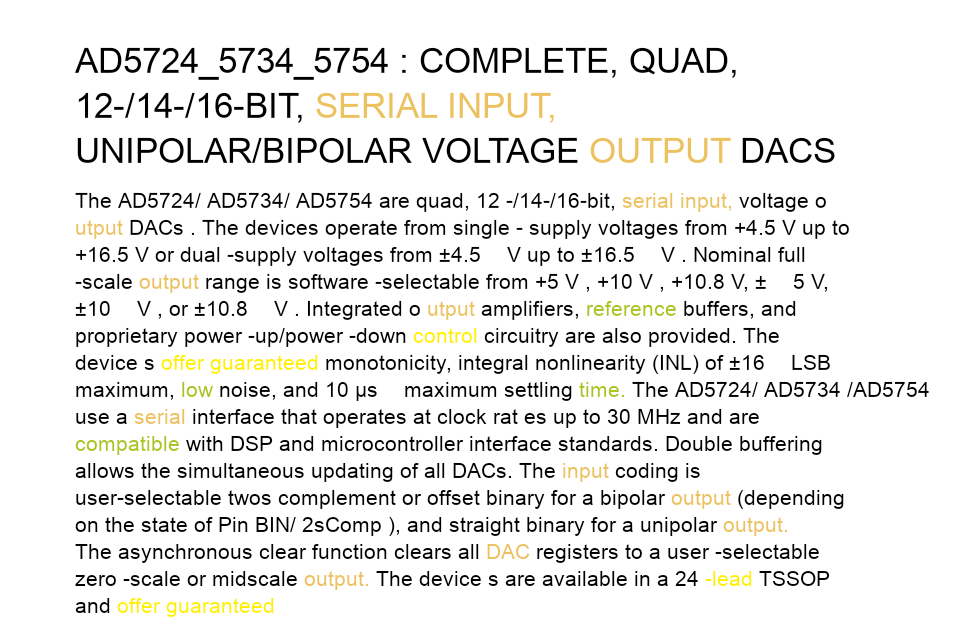 AD5724_5734_5754 : COMPLETE, QUAD,
12-/14-/16-BIT, SERIAL INPUT,
UNIPOLAR/BIPOLAR VOLTAGE OUTPUT DACS
The AD5724/ AD5734/ AD5754 are quad, 12 -/14-/16-bit, serial input, voltage o
utput DACs . The devices operate from single - supply voltages from +4.5 V up to
+16.5 V or dual -supply voltages from ±4.5 V up to ±16.5 V . Nominal full
-scale output range is software -selectable from +5 V , +10 V , +10.8 V, ± 5 V,
±10 V , or ±10.8 V . Integrated o utput amplifiers, reference buffers, and
proprietary power -up/power -down control circuitry are also provided. The
device s offer guaranteed monotonicity, integral nonlinearity (INL) of ±16 LSB
maximum, low noise, and 10 µs maximum settling time. The AD5724/ AD5734 /AD5754
use a serial interface that operates at clock rat es up to 30 MHz and are
compatible with DSP and microcontroller interface standards. Double buffering
allows the simultaneous updating of all DACs. The input coding is
user-selectable twos complement or offset binary for a bipolar output (depending
on the state of Pin BIN/ 2sComp ), and straight binary for a unipolar output.
The asynchronous clear function clears all DAC registers to a user -selectable
zero -scale or midscale output. The device s are available in a 24 -lead TSSOP
and offer guaranteed